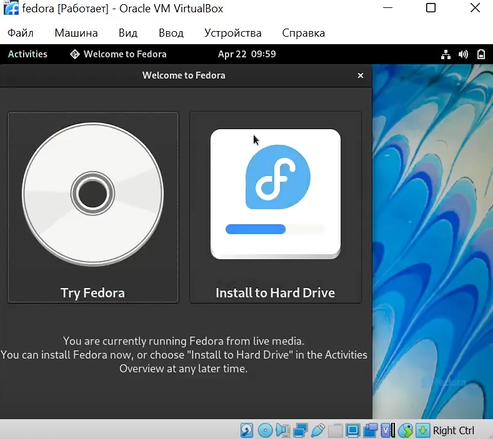 fedora [Работает] - Oracle VM VirtualBox
Файл Машина Вид Ввод Устройства Справка
Activities Welcome to Fedora Apr 22 09:59
Welcome to Fedora
Try Fedora Install to Hard Drive
You are currently running Fedora from live media.
You can install Fedora now, or choose "Install to Hard Drive" in the Activities
Overview at any later time.
fedora
Right Ctrl